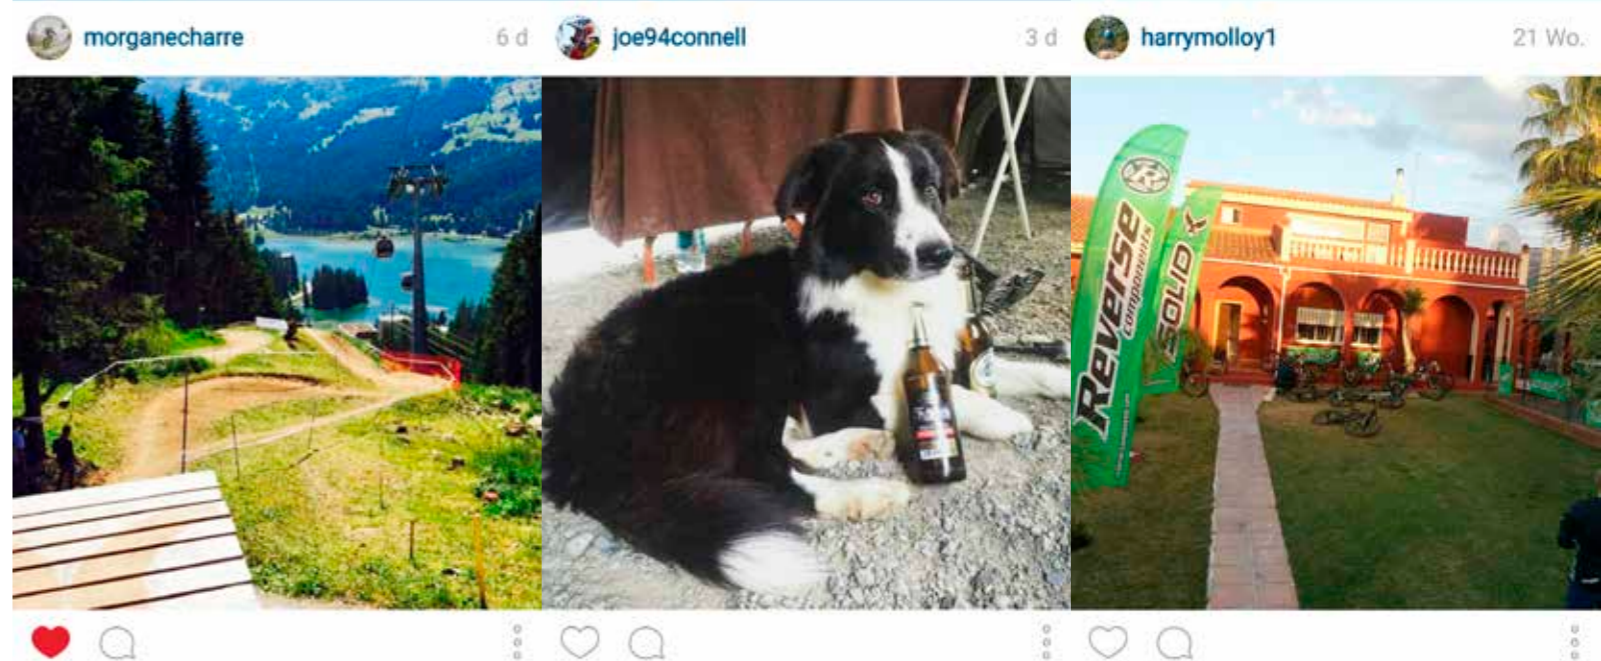 morganecharre 6 d
joe94connell 3 d
harrymolloy1 21 Wo.
R
Reverse
components
SOLID